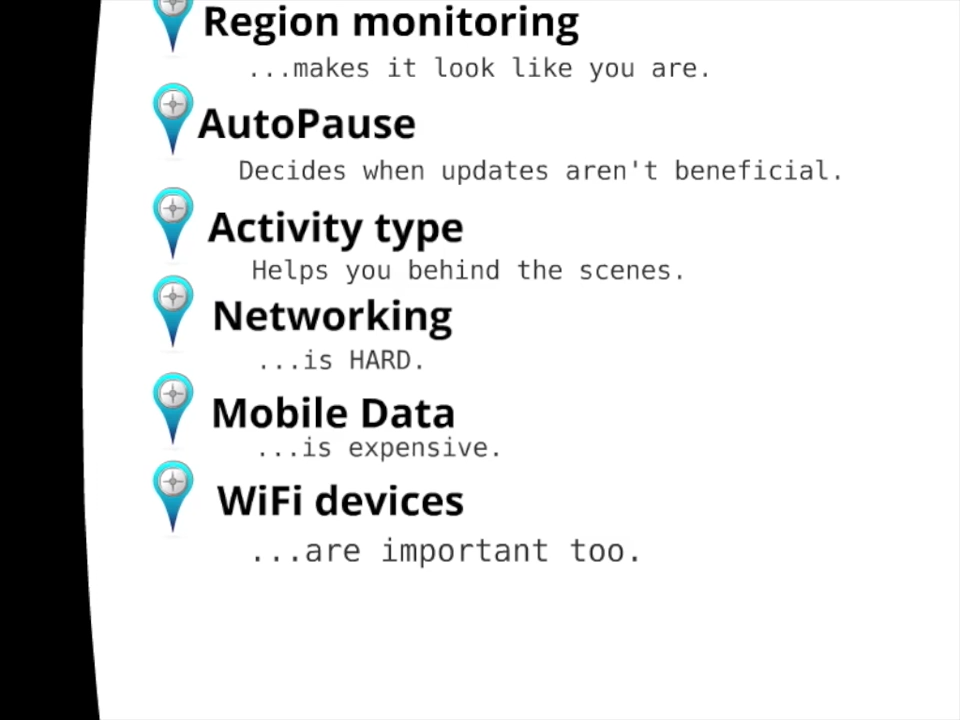 Region monitoring
...makes it look like you are.
AutoPause
Decides when updates aren't beneficial.
Activity type
Helps you behind the scenes.
Networking
...is HARD.
Mobile Data
...is expensive.
WiFi devices
...are important too.